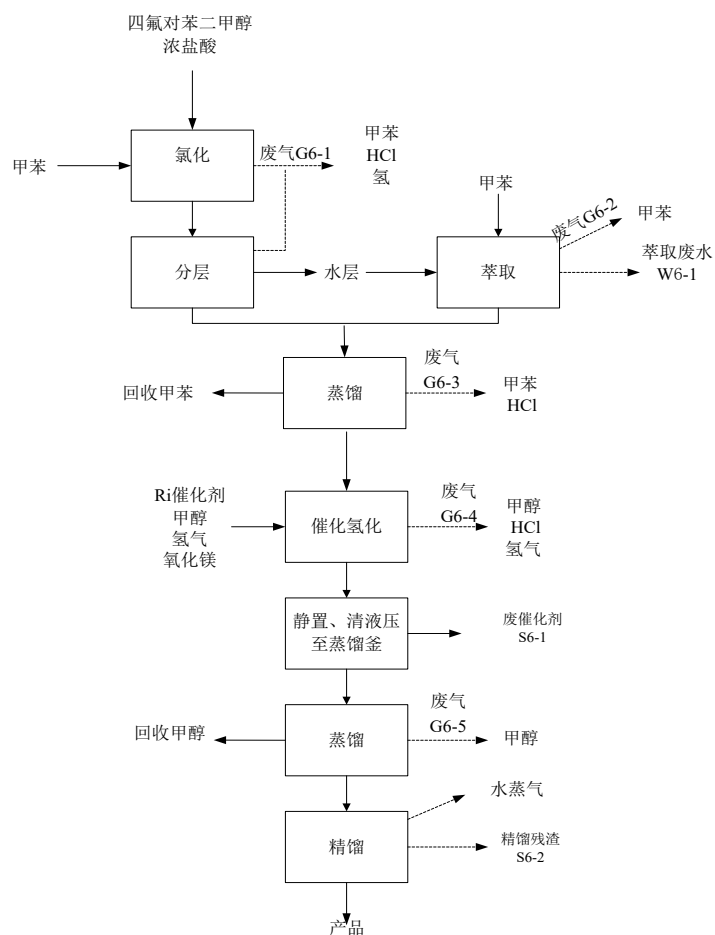 四氟对苯二甲醇
浓盐酸
甲苯
氯化
废气G6-1
甲苯
HCl
氢
甲苯
分层
水层
萃取
废气G6-2
甲苯
萃取废水
W6-1
回收甲苯
蒸馏
废气
G6-3
甲苯
HCl
Ri催化剂
甲醇
氢气
氧化镁
催化氢化
废气
G6-4
甲醇
HCl
氢气
静置、清液压
至蒸馏釜
废催化剂
S6-1
回收甲醇
蒸馏
废气
G6-5
甲醇
精馏
水蒸气
精馏残渣
S6-2
产品